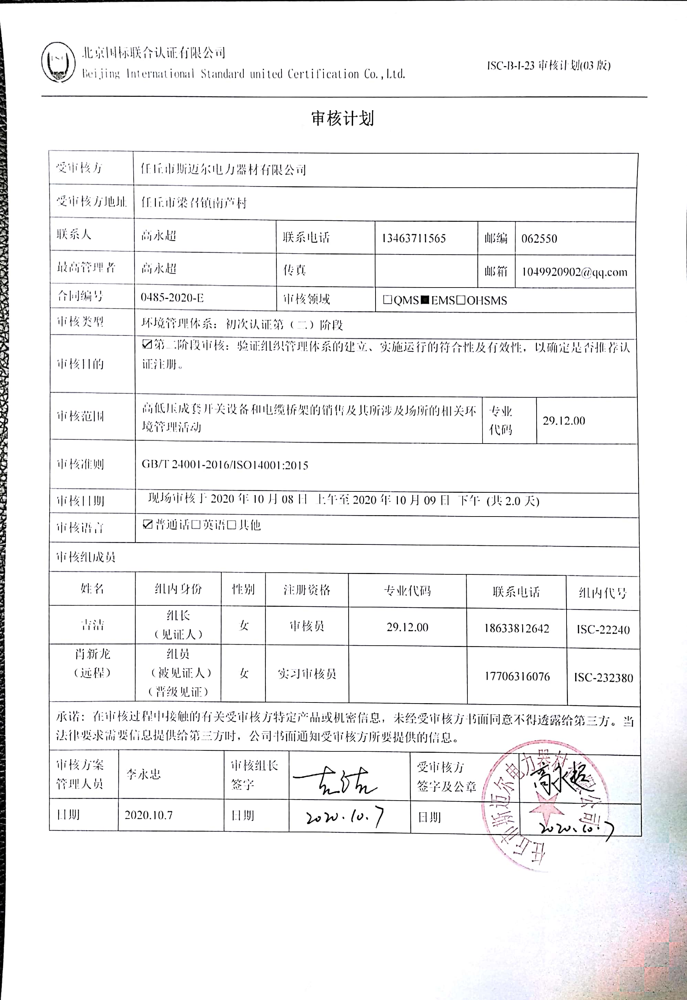 北京国标联合认证有限公司
Beijing International Standard united Certification Co.,Ltd.
ISC-B-I-23 审核计划(03 版)
审核计划
受审核方 任丘市斯迈尔电力器材有限公司
受审核方地址 任丘市梁召镇南芦村
联系人 高永超 联系电话 13463711565 邮编 062550
最高管理者 高永超 传真 邮箱 1049920902@qq.com
合同编号 0485-2020-E 审核领域 □QMS■EMS□OHSMS
审核类型 环境管理体系：初次认证第（二）阶段
审核目的 ☑第二阶段审核：验证组织管理体系的建立、实施运行的符合性及有效性，以确定是否推荐认
证注册。
审核范围 高低压成套开关设备和电缆桥架的销售及其所涉及场所的相关环
境管理活动
专业
代码
29.12.00
审核准则 GB/T 24001-2016/ISO14001:2015
审核日期 现场审核于 2020 年 10 月 08 日 上午至 2020 年 10 月 09 日 下午 (共 2.0 天)
审核语言 ☑普通话□英语□其他
审核组成员
姓名 组内身份 性别 注册资格 专业代码 联系电话 组内代号
吉洁 组长 女 审核员 29.12.00 18633812642 ISC-22240
（见证人）
肖新龙 组员
（远程） （被见证人） 女 实习审核员 17706316076 ISC-232380
（晋级见证）
承诺：在审核过程中接触的有关受审核方特定产品或机密信息，未经受审核方书面同意不得透露给第三方。当
法律要求需要信息提供给第三方时，公司书面通知受审核方所要提供的信息。
审核方案
管理人员
李永忠
审核组长
签字
吉洁
受审核方
签字及公章
高永超
日期 2020.10.7 日期 2020.10.7 日期 2020.10.7
任丘市斯迈尔电力器材有限公司